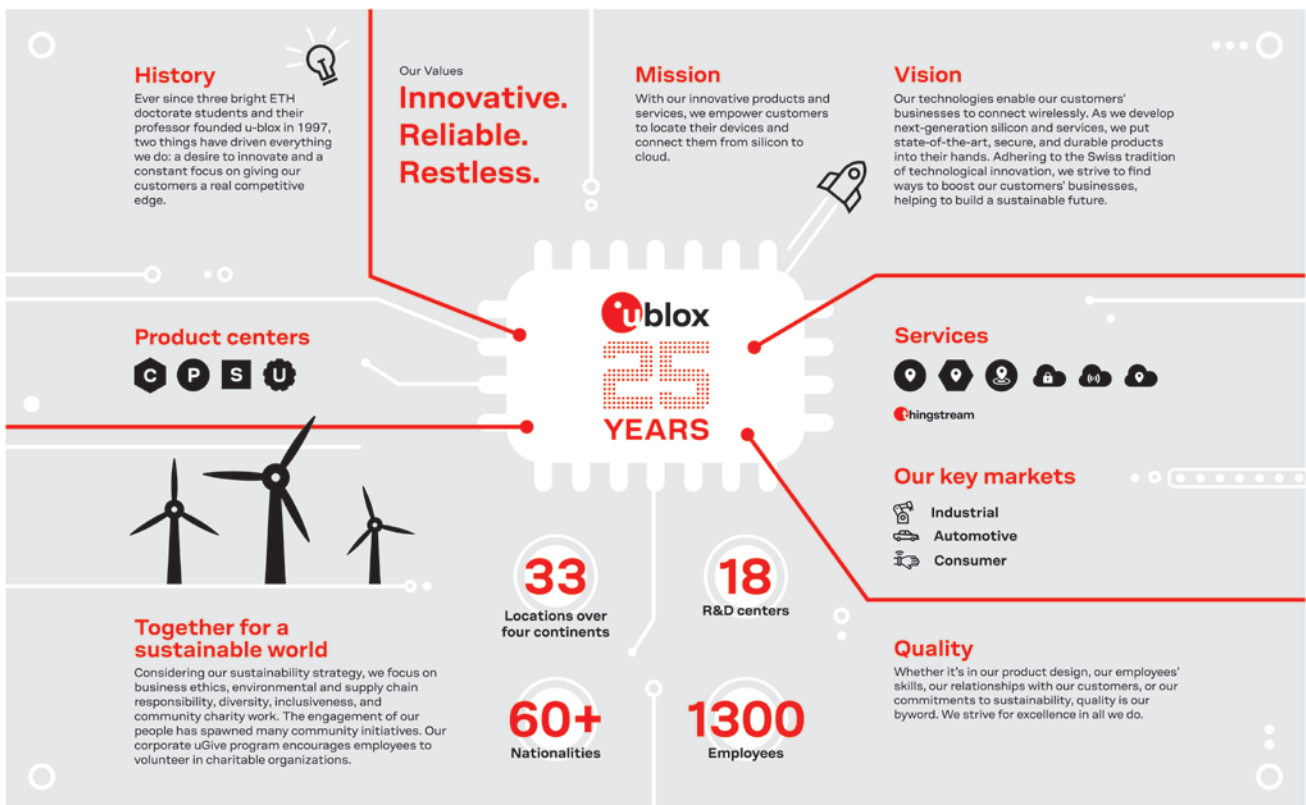 History
Ever since three bright ETH
doctorate students and their
professor founded u-blox in 1997,
two things have driven everything
we do: a desire to innovate and a
constant focus on giving our
customers a real competitive
edge.
Our Values
Innovative.
Reliable.
Restless.
Mission
With our innovative products and
services, we empower customers
to locate their devices and
connect them from silicon to
cloud.
Vision
Our technologies enable our customers'
businesses to connect wirelessly. As we develop
next-generation silicon and services, we put
state-of-the-art, secure, and durable products
into their hands. Adhering to the Swiss tradition
of technological innovation, we strive to find
ways to boost our customers' businesses,
helping to build a sustainable future.
ublox
25
YEARS
Product centers
C P S U
Services
thingstream
Our key markets
Industrial
Automotive
Consumer
Together for a
sustainable world
Considering our sustainability strategy, we focus on
business ethics, environmental and supply chain
responsibility, diversity, inclusiveness, and
community charity work. The engagement of our
people has spawned many community initiatives. Our
corporate uGive program encourages employees to
volunteer in charitable organizations.
33
Locations over
four continents
18
R&D centers
60+
Nationalities
1300
Employees
Quality
Whether it's in our product design, our employees'
skills, our relationships with our customers, or our
commitments to sustainability, quality is our
byword. We strive for excellence in all we do.